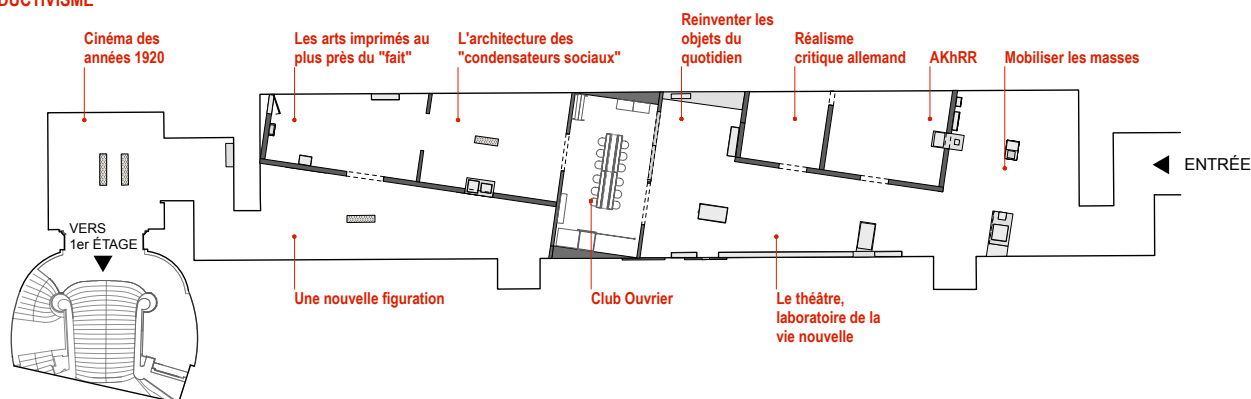 Cinéma des
années 1920
Les arts imprimés au
plus près du "fait"
L'architecture des
"condensateurs sociaux"
Reinventer les
objets du
quotidien
Réalisme
critique allemand
AKhRR
Mobiliser les masses
ENTRÉE
VERS
1er ÉTAGE
Une nouvelle figuration
Club Ouvrier
Le théâtre,
laboratoire de la
vie nouvelle